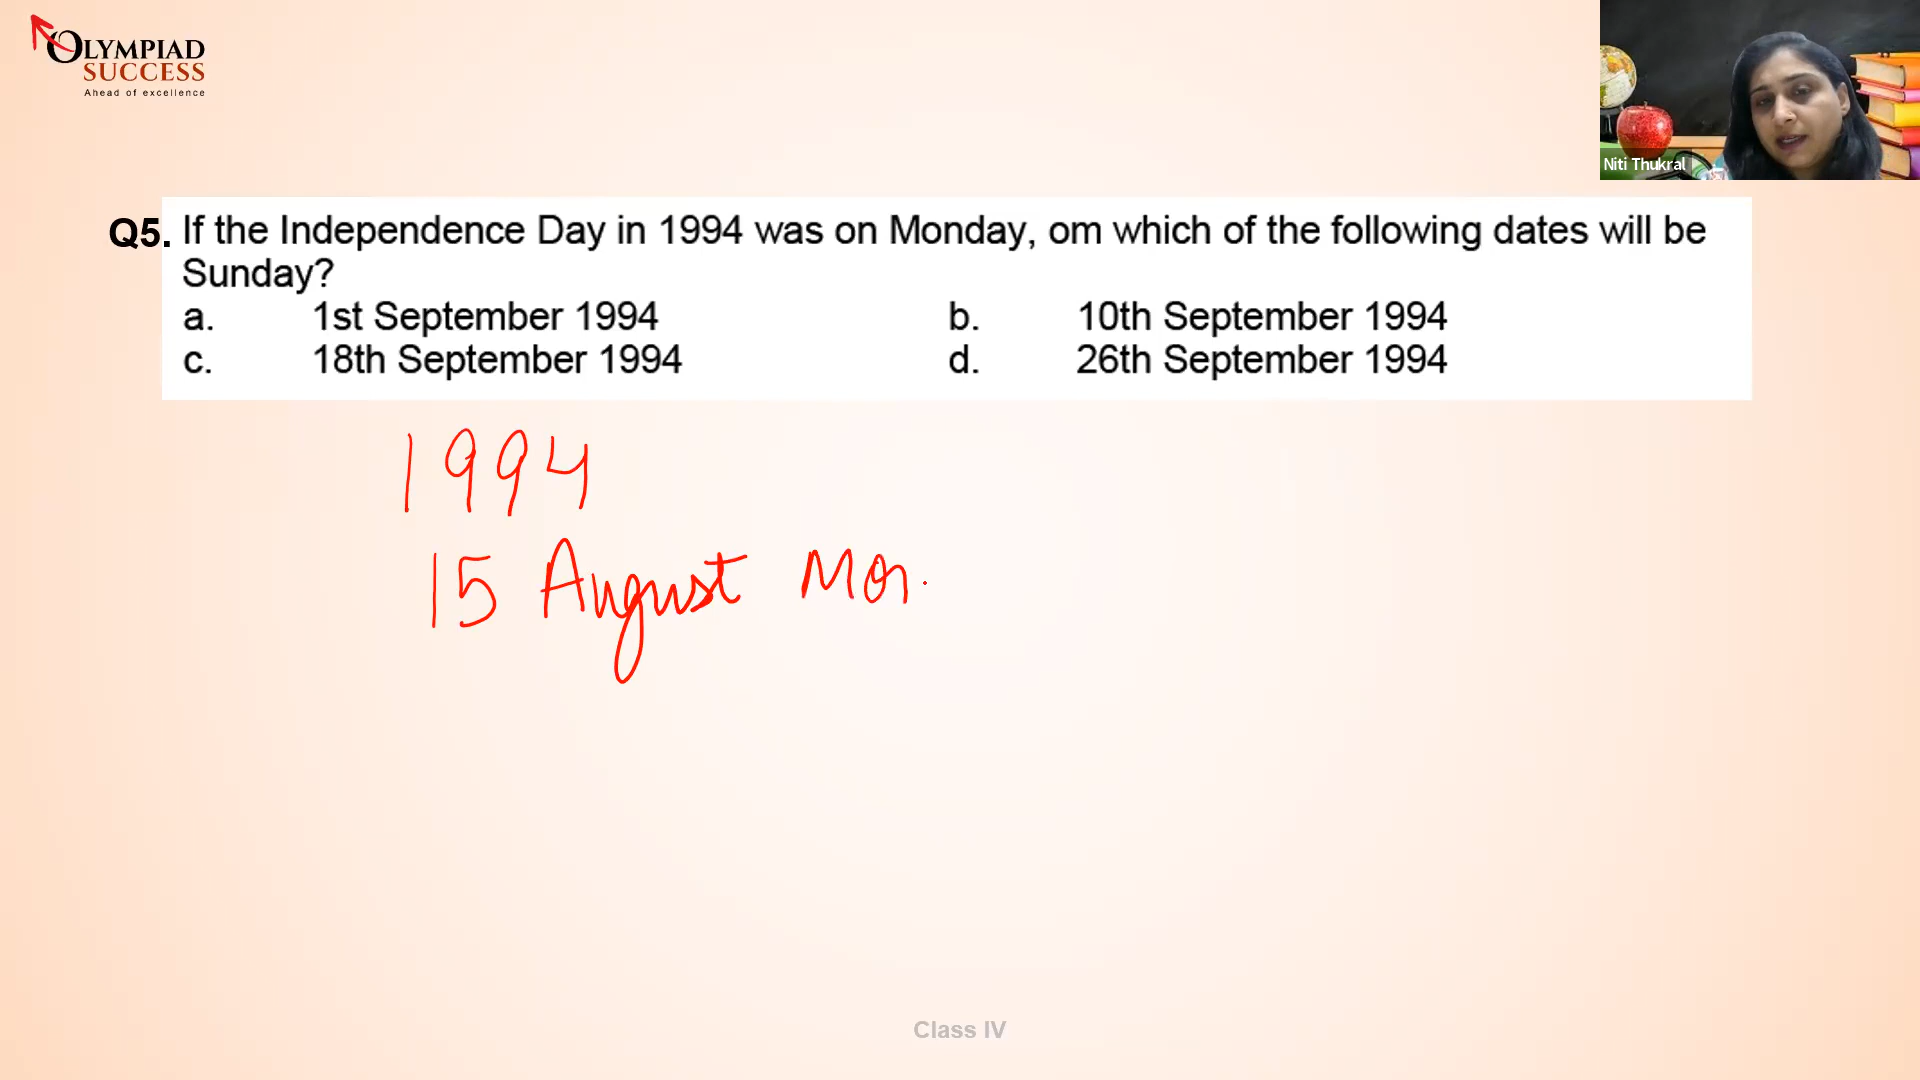 OLYMPIAD
SUCCESS
Ahead of excellence
Niti Thukral
Q5. If the Independence Day in 1994 was on Monday, om which of the following dates will be
Sunday?
a. 1st September 1994 b. 10th September 1994
c. 18th September 1994 d. 26th September 1994
1994
15 August Mon.
Class IV